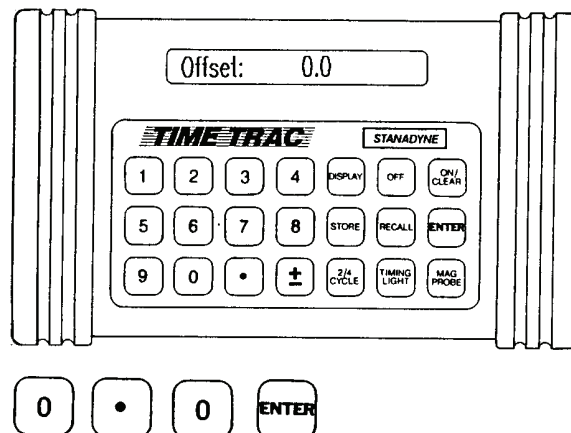 Offset: 0.0
TIME TRAC STANADYNE
1 2 3 4 DISPLAY OFF ON/CLEAR
5 6 7 8 STORE RECALL ENTER
9 0 • ± 2/4 CYCLE TIMING LIGHT MAG PROBE
0 • 0 ENTER